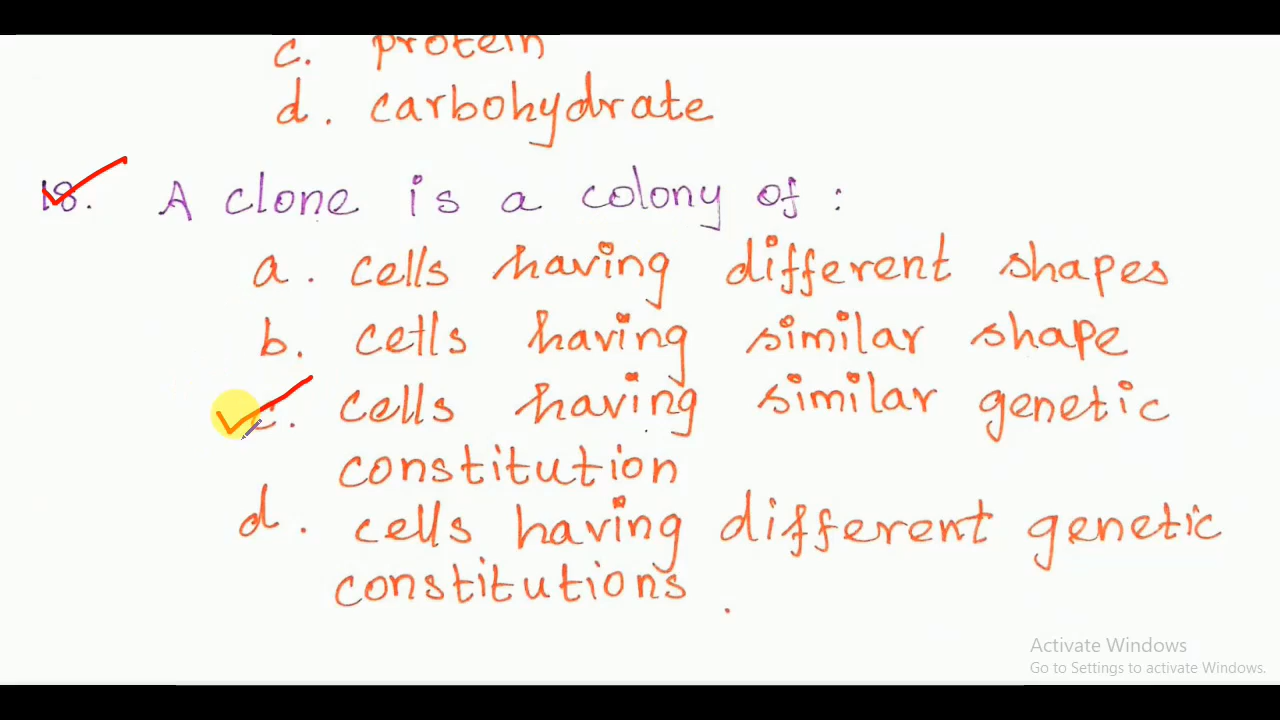 c. protein
d. carbohydrate
18. A clone is a colony of :
a. cells having different shapes
b. cells having similar shape
c. cells having similar genetic
constitution
d. cells having different genetic
constitutions.
Activate Windows
Go to Settings to activate Windows.